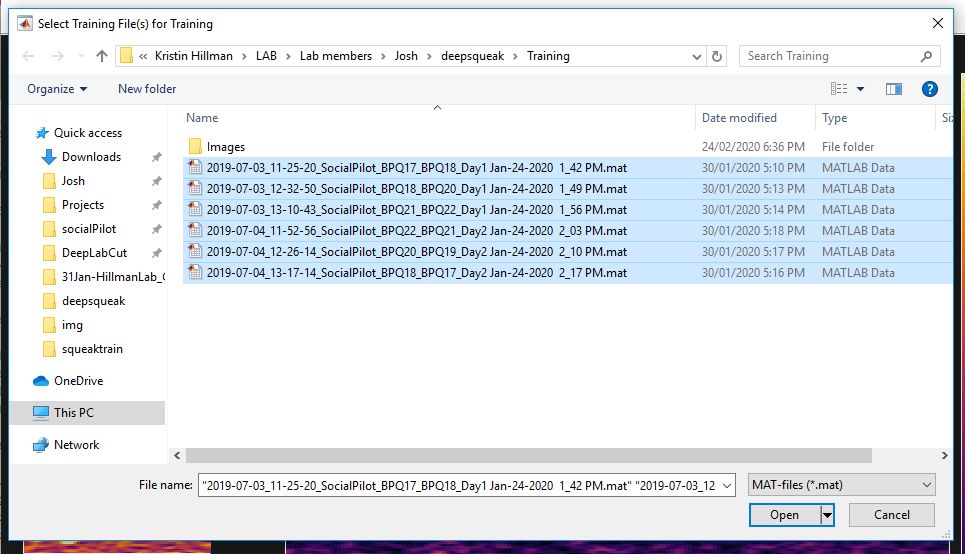 Select Training File(s) for Training
« Kristin Hillman > LAB > Lab members > Josh > deepsqueak > Training
Search Training
Organize
New folder
Name Date modified Type Siz
Quick access
Downloads
Josh
Projects
socialPilot
DeepLabCut
31Jan-HillmanLab_C
deepsqueak
img
squeaktrain
OneDrive
This PC
Network
Images 24/02/2020 6:36 PM File folder
2019-07-03_11-25-20_SocialPilot_BPQ17_BPQ18_Day1 Jan-24-2020 1_42 PM.mat 30/01/2020 5:10 PM MATLAB Data
2019-07-03_12-32-50_SocialPilot_BPQ18_BPQ20_Day1 Jan-24-2020 1_49 PM.mat 30/01/2020 5:13 PM MATLAB Data
2019-07-03_13-10-43_SocialPilot_BPQ21_BPQ22_Day1 Jan-24-2020 1_56 PM.mat 30/01/2020 5:14 PM MATLAB Data
2019-07-04_11-52-56_SocialPilot_BPQ22_BPQ21_Day2 Jan-24-2020 2_03 PM.mat 30/01/2020 5:18 PM MATLAB Data
2019-07-04_12-26-14_SocialPilot_BPQ20_BPQ19_Day2 Jan-24-2020 2_10 PM.mat 30/01/2020 5:17 PM MATLAB Data
2019-07-04_13-17-14_SocialPilot_BPQ18_BPQ17_Day2 Jan-24-2020 2_17 PM.mat 30/01/2020 5:16 PM MATLAB Data
File name: "2019-07-03_11-25-20_SocialPilot_BPQ17_BPQ18_Day1 Jan-24-2020 1_42 PM.mat" "2019-07-03_12
MAT-files (*.mat)
Open
Cancel